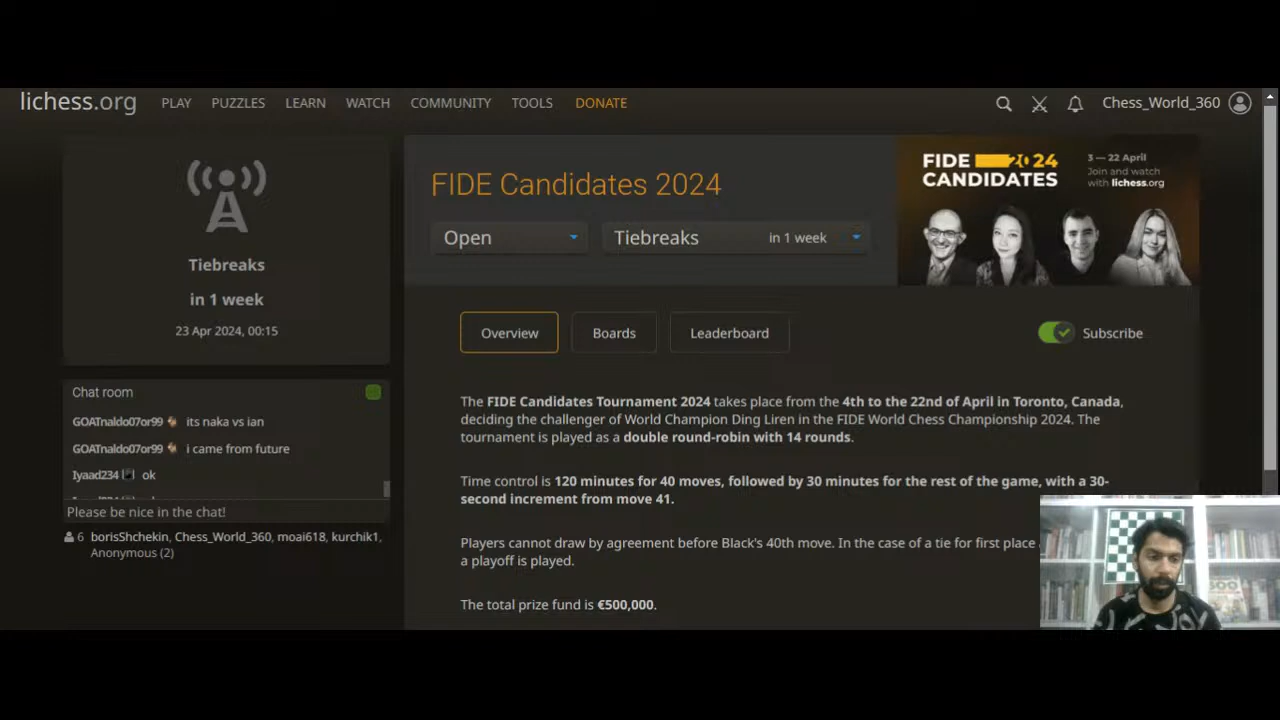 lichess.org PLAY PUZZLES LEARN WATCH COMMUNITY TOOLS DONATE Chess_World_360
Tiebreaks
in 1 week
23 Apr 2024, 00:15
Chat room
GOATnaldo07or99 its naka vs ian
GOATnaldo07or99 i came from future
Iyaad234 ok
Please be nice in the chat!
6 borisShchekin, Chess_World_360, moai618, kurchik1,
Anonymous (2)
FIDE Candidates 2024
Open
Tiebreaks in 1 week
FIDE 2024
CANDIDATES
3 — 22 April
Join and watch
with lichess.org
Overview Boards Leaderboard Subscribe
The FIDE Candidates Tournament 2024 takes place from the 4th to the 22nd of April in Toronto, Canada,
deciding the challenger of World Champion Ding Liren in the FIDE World Chess Championship 2024. The
tournament is played as a double round-robin with 14 rounds.
Time control is 120 minutes for 40 moves, followed by 30 minutes for the rest of the game, with a 30-
second increment from move 41.
Players cannot draw by agreement before Black's 40th move. In the case of a tie for first place
a playoff is played.
The total prize fund is €500,000.